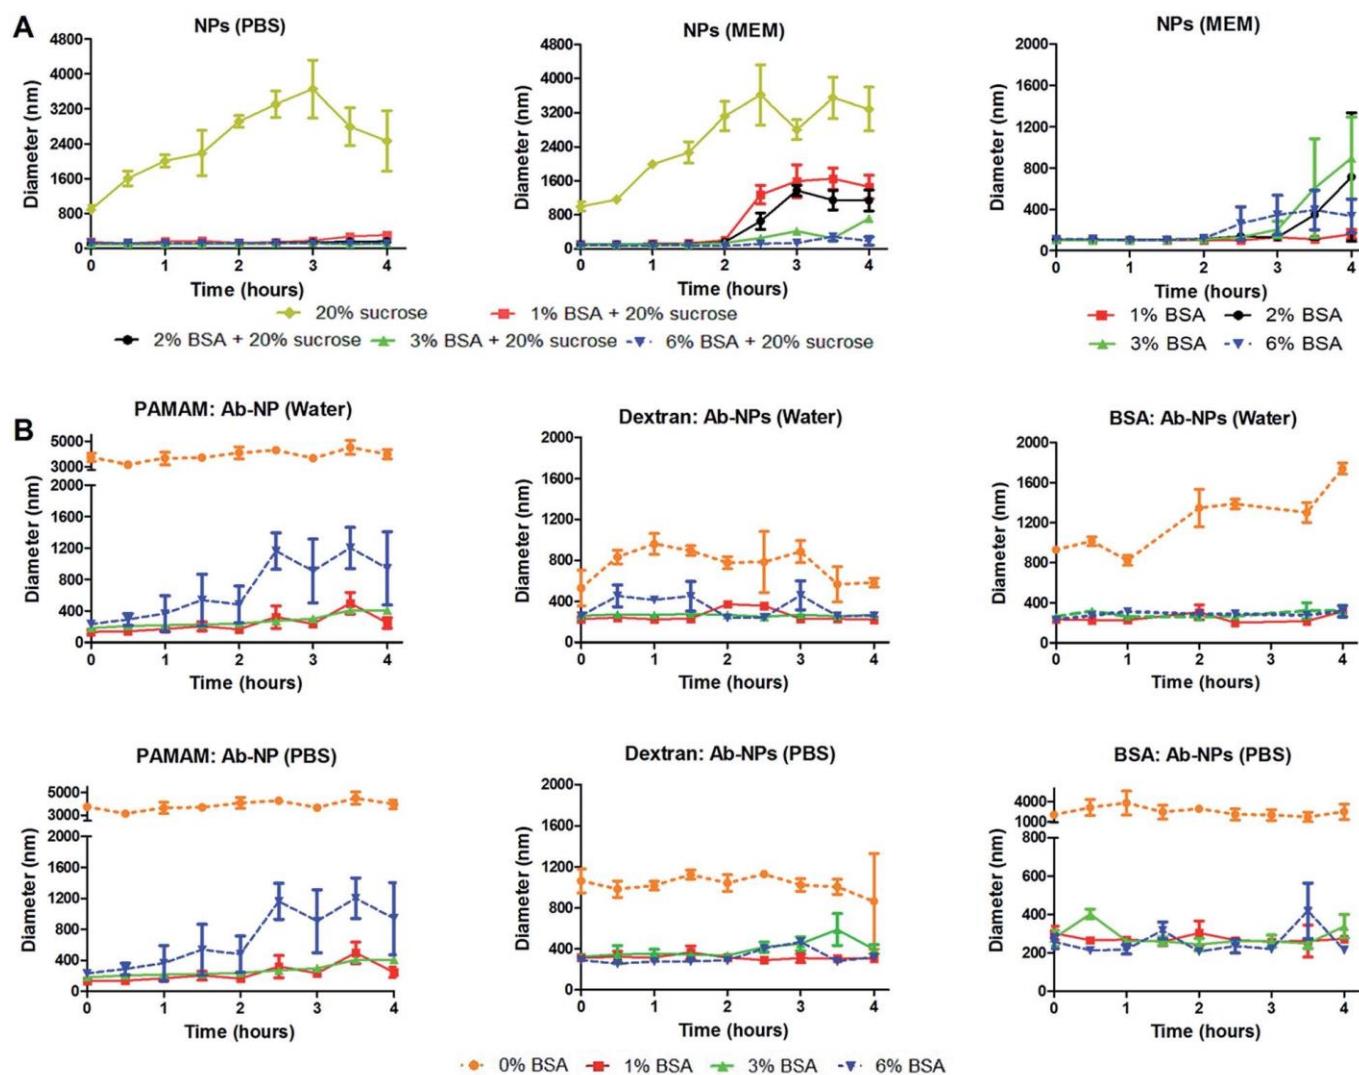 A
NPs (PBS)
Diameter (nm)
4800
4000
3200
2400
1600
800
0
0 1 2 3 4
Time (hours)
NPs (MEM)
Diameter (nm)
4800
4000
3200
2400
1600
800
0
0 1 2 3 4
Time (hours)
20% sucrose
1% BSA + 20% sucrose
2% BSA + 20% sucrose
3% BSA + 20% sucrose
6% BSA + 20% sucrose
NPs (MEM)
Diameter (nm)
2000
1600
1200
800
400
0
0 1 2 3 4
Time (hours)
1% BSA
2% BSA
3% BSA
6% BSA
B
PAMAM: Ab-NP (Water)
Diameter (nm)
5000
3000
2000
1600
1200
800
400
0
0 1 2 3 4
Time (hours)
Dextran: Ab-NPs (Water)
Diameter (nm)
2000
1600
1200
800
400
0
0 1 2 3 4
Time (hours)
BSA: Ab-NPs (Water)
Diameter (nm)
2000
1600
1200
800
400
0
0 1 2 3 4
Time (hours)
PAMAM: Ab-NP (PBS)
Diameter (nm)
5000
3000
2000
1600
1200
800
400
0
0 1 2 3 4
Time (hours)
Dextran: Ab-NPs (PBS)
Diameter (nm)
2000
1600
1200
800
400
0
0 1 2 3 4
Time (hours)
BSA: Ab-NPs (PBS)
Diameter (nm)
4000
1000
800
600
400
200
0
0 1 2 3 4
Time (hours)
0% BSA
1% BSA
3% BSA
6% BSA